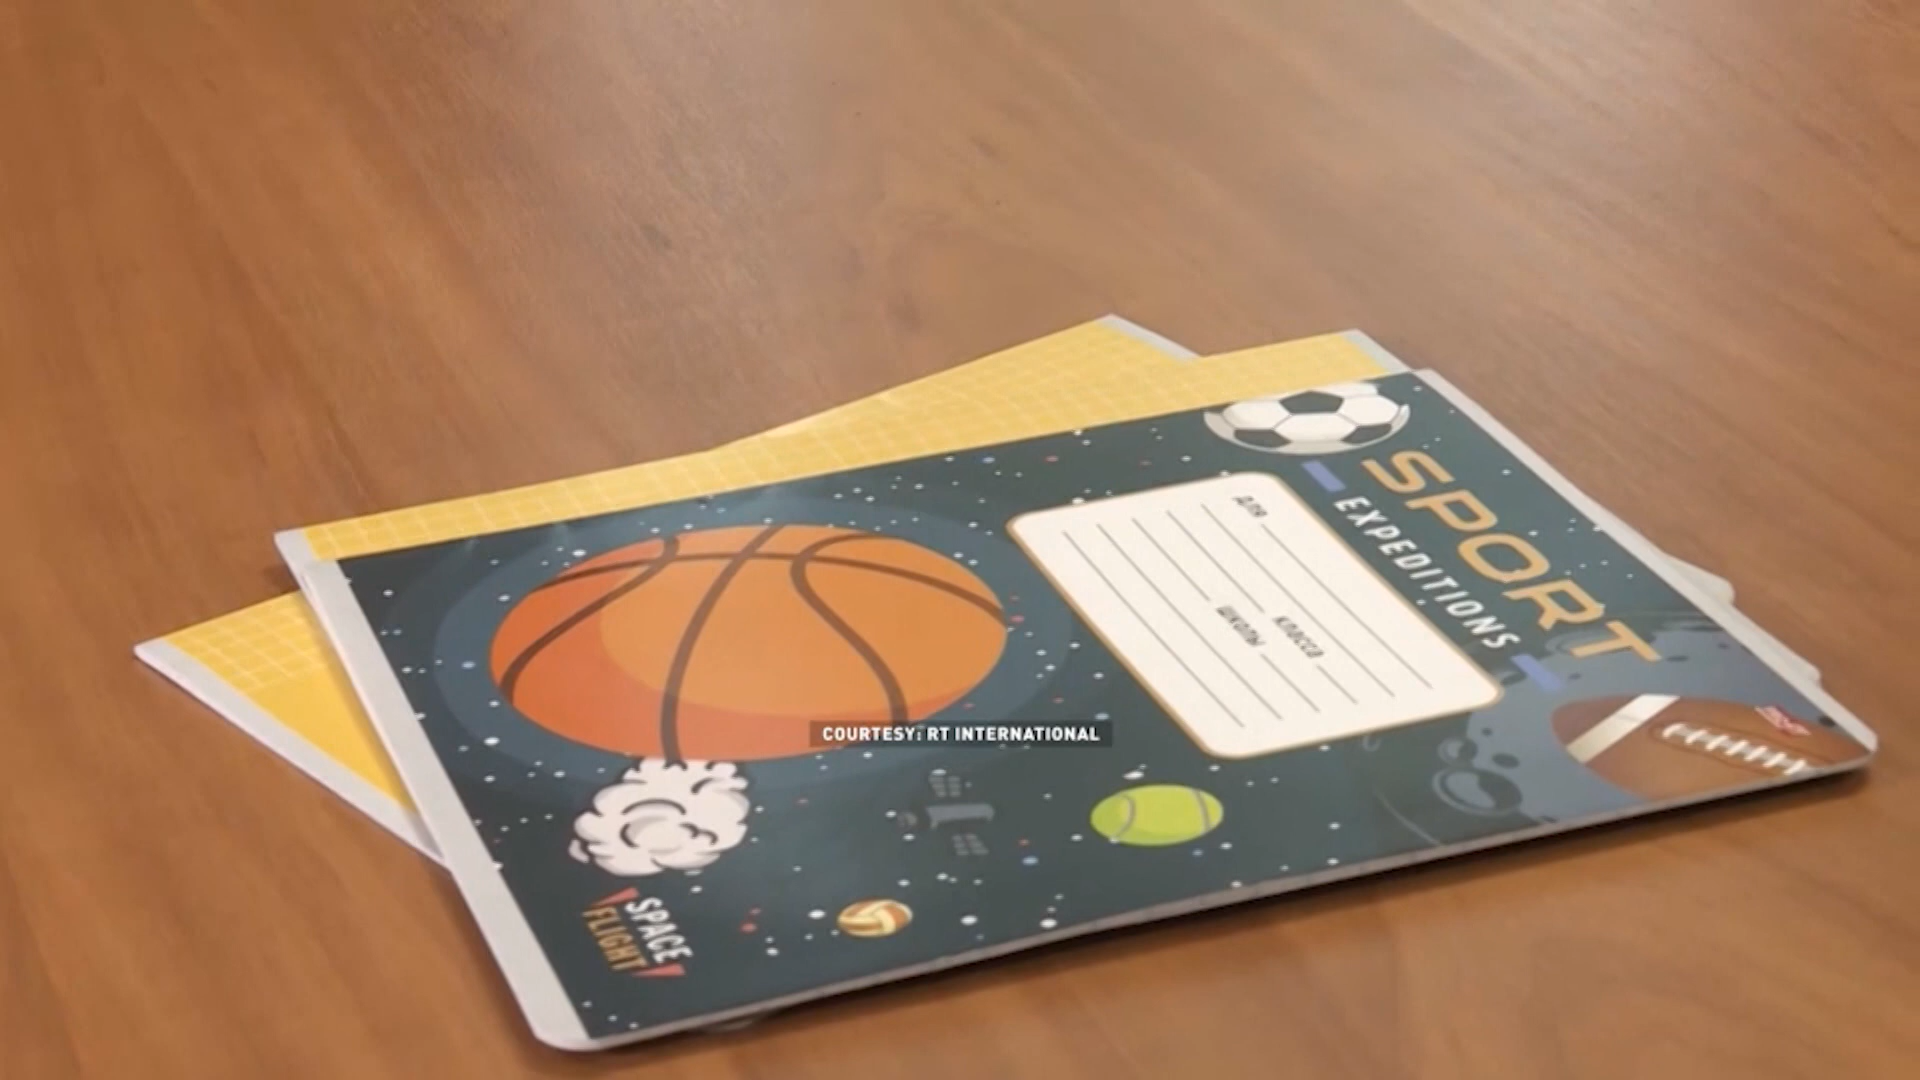 SPORT
EXPEDITIONS
для
класса
школы
COURTESY: RT INTERNATIONAL
SPACE
FLIGHT